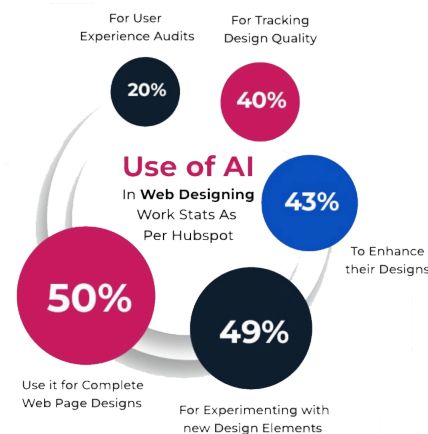 For User
Experience Audits
20%
For Tracking
Design Quality
40%
Use of AI
In Web Designing
Work Stats As
Per Hubspot
43%
To Enhance
their Designs
50%
Use it for Complete
Web Page Designs
49%
For Experimenting with
new Design Elements